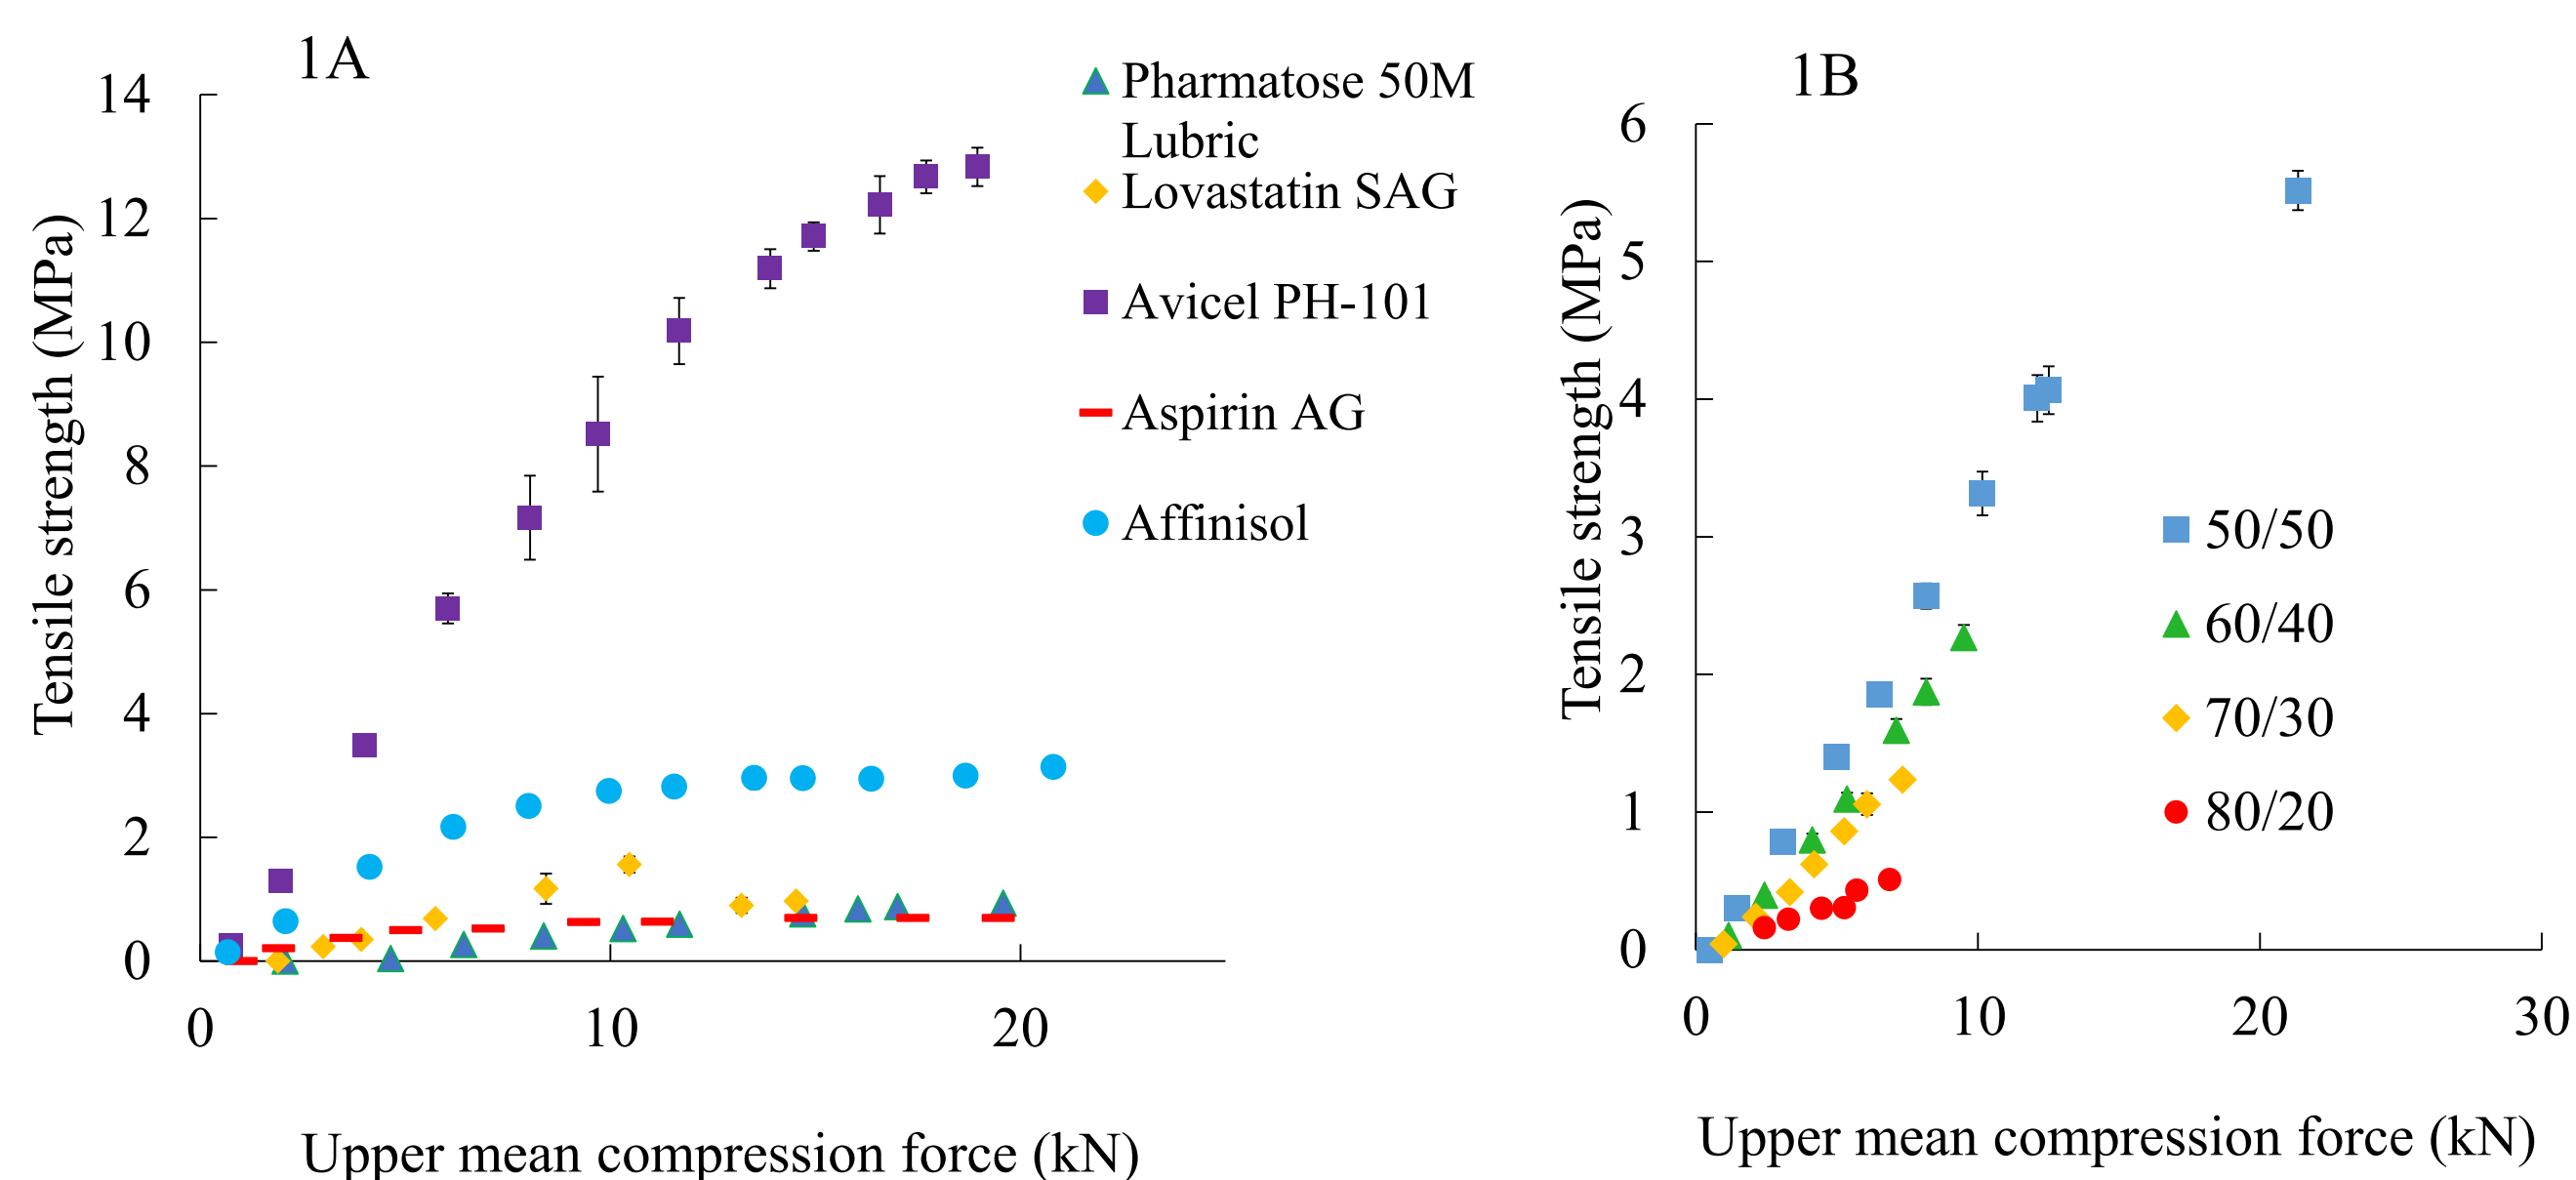 1A
14
12
10
8
6
4
2
0
0
10
20
Tensile strength (MPa)
Upper mean compression force (kN)
Pharmatose 50M
Lubric
Lovastatin SAG
Avicel PH-101
Aspirin AG
Affinisol
1B
6
5
4
3
2
1
0
0
10
20
30
Tensile strength (MPa)
Upper mean compression force (kN)
50/50
60/40
70/30
80/20